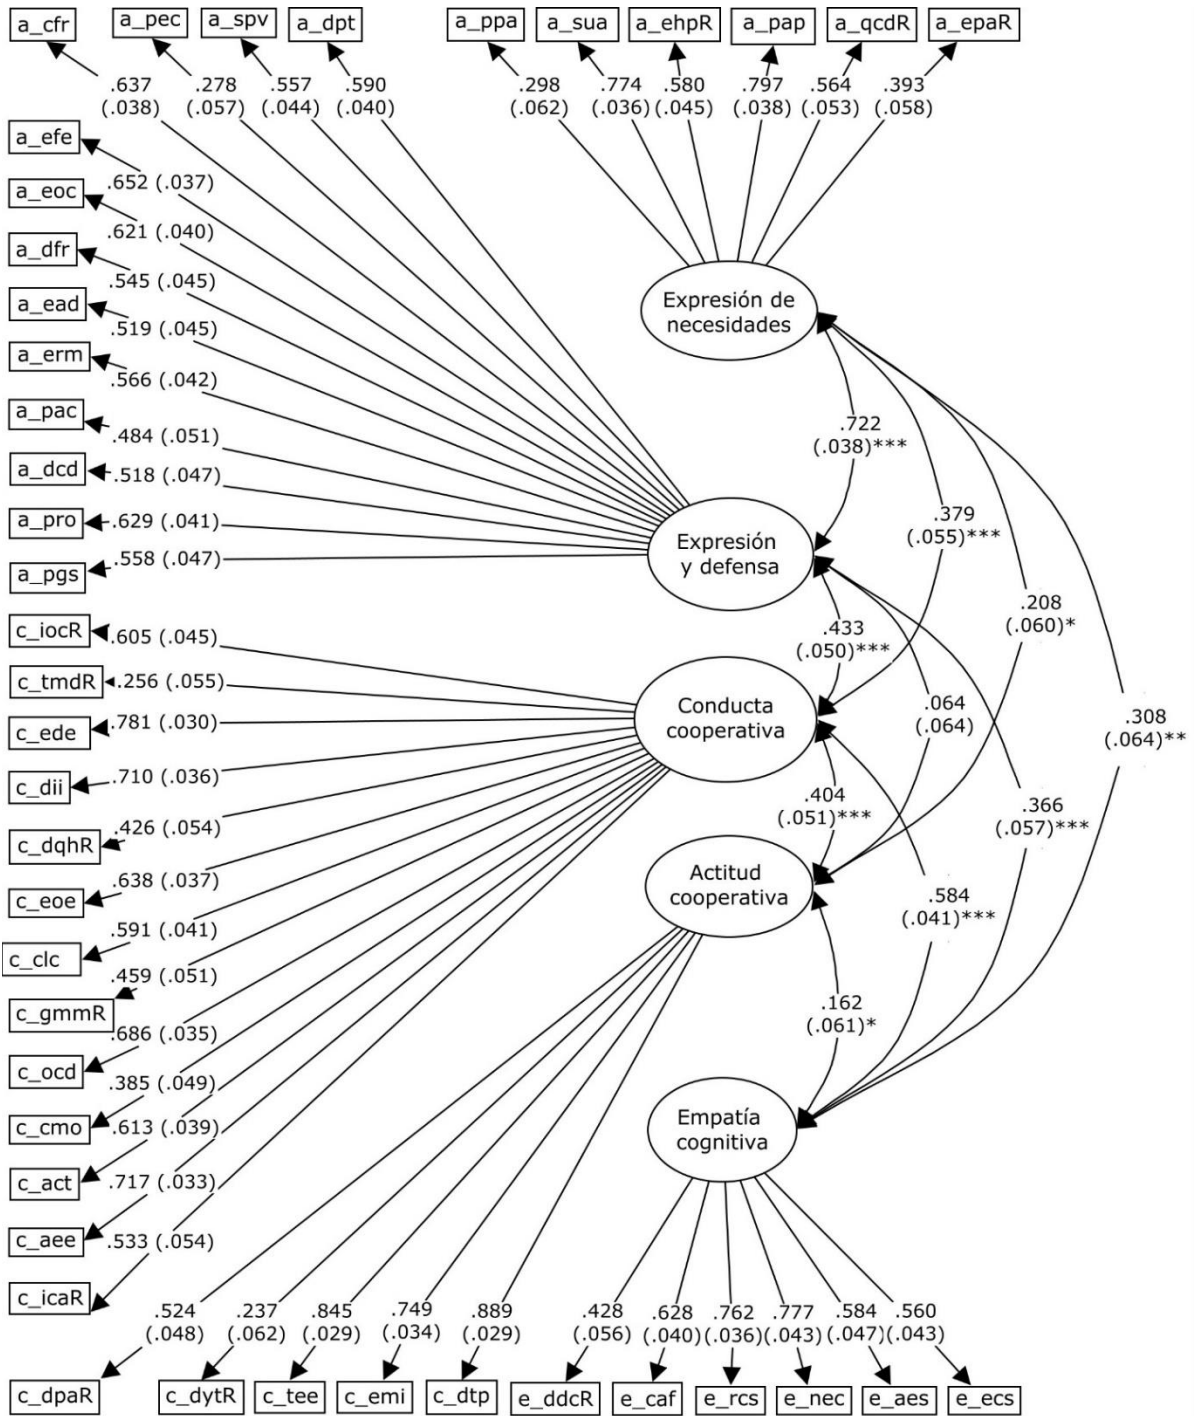 a_cfr
a_pec
a_spv
a_dpt
a_ppa
a_sua
a_ehpR
a_pap
a_qcdR
a_epaR
.637
(.038)
.278
(.057)
.557
(.044)
.590
(.040)
.298
(.062)
.774
(.036)
.580
(.045)
.797
(.038)
.564
(.053)
.393
(.058)
a_efe
.652 (.037)
a_eoc
.621 (.040)
a_dfr
.545 (.045)
a_ead
.519 (.045)
a_erm
.566 (.042)
a_pac
.484 (.051)
a_dcd
.518 (.047)
a_pro
.629 (.041)
a_pgs
.558 (.047)
Expresión de
necesidades
.722
(.038)***
.379
(.055)***
Expresión
y defensa
.208
(.060)*
.433
(.050)***
.064
(.064)
.308
(.064)**
c_iocR
.605 (.045)
c_tmdR
.256 (.055)
c_ede
.781 (.030)
c_dii
.710 (.036)
c_dqhR
.426 (.054)
c_eoe
.638 (.037)
c_clc
.591 (.041)
c_gmmR
.459 (.051)
c_ocd
.686 (.035)
c_cmo
.385 (.049)
c_act
.613 (.039)
c_aee
.717 (.033)
c_icaR
.533 (.054)
Conducta
cooperativa
.404
(.051)***
.366
(.057)***
Actitud
cooperativa
.584
(.041)***
.162
(.061)*
Empatía
cognitiva
.524
(.048)
.237
(.062)
.845
(.029)
.749
(.034)
.889
(.029)
.428
(.056)
.628
(.040)
.762
(.036)
.777
(.043)
.584
(.047)
.560
(.043)
c_dpaR
c_dytR
c_tee
c_emi
c_dtp
e_ddcR
e_caf
e_rcs
e_nec
e_aes
e_ecs